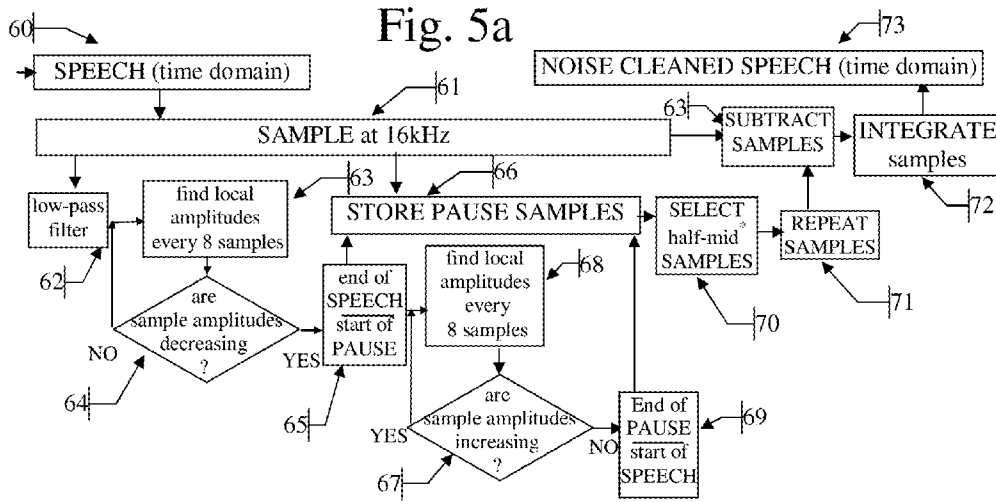 Fig. 5a
60
73
SPEECH (time domain)
NOISE CLEANED SPEECH (time domain)
61
63
SAMPLE at 16kHz
SUBTRACT
SAMPLES
INTEGRATE
samples
72
low-pass
filter
62
find local
amplitudes
every 8 samples
63
66
STORE PAUSE SAMPLES
SELECT
half-mid*
SAMPLES
70
REPEAT
SAMPLES
71
are
sample amplitudes
decreasing
?
NO
YES
64
end of
SPEECH
start of
PAUSE
65
find local
amplitudes
every
8 samples
68
are
sample amplitudes
increasing
?
YES
NO
67
End of
PAUSE
start of
SPEECH
69